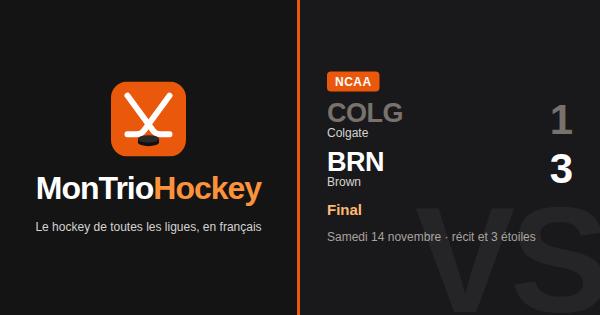 MonTrioHockey
Le hockey de toutes les ligues, en français
NCAA
COLG 1
Colgate
BRN 3
Brown
Final
Samedi 14 novembre · récit et 3 étoiles
VS